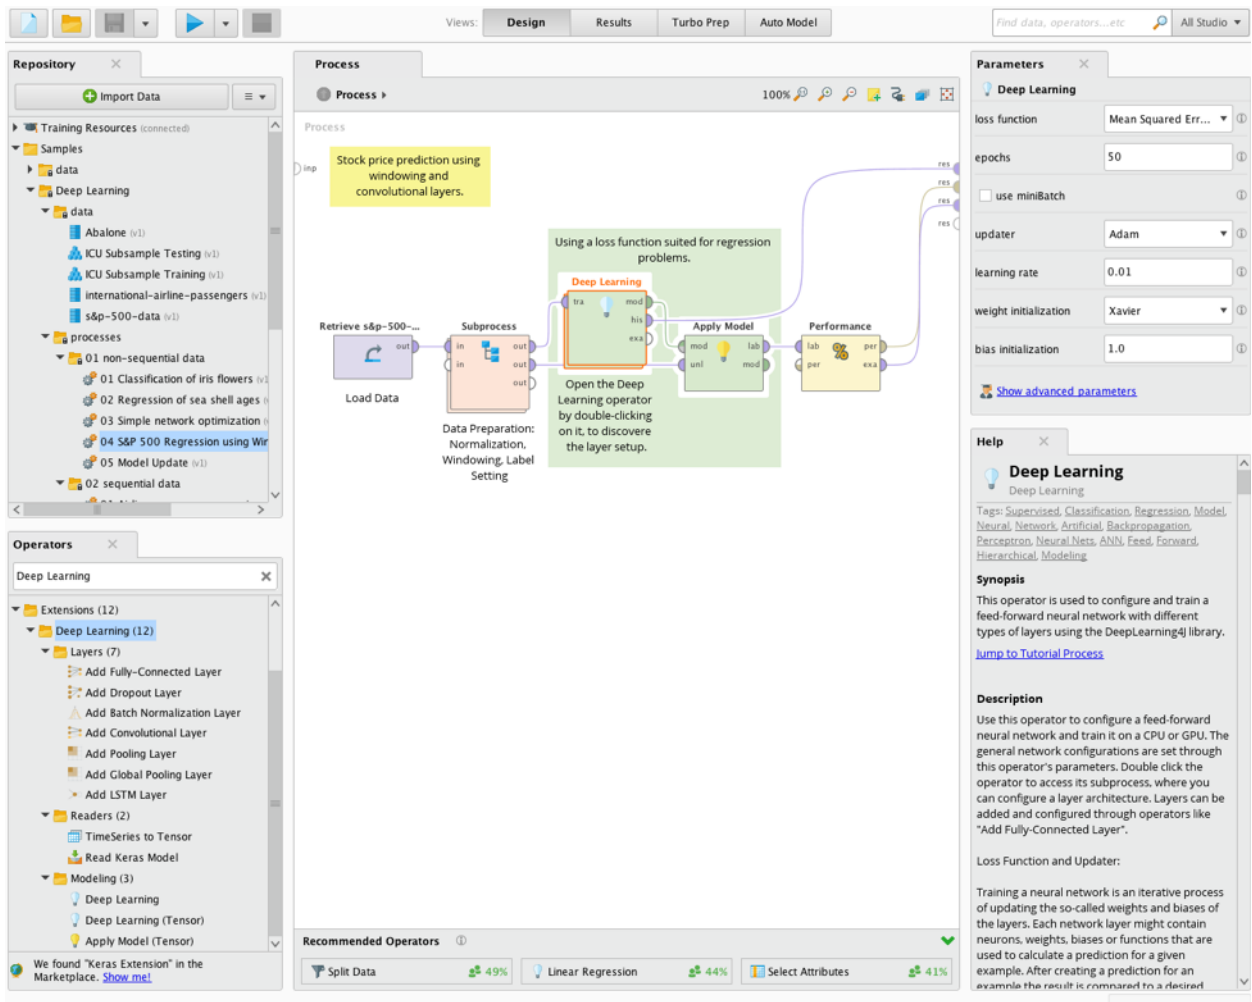 Views:
Design
Results
Turbo Prep
Auto Model
Find data, operators...etc
All Studio
Repository
Import Data
Training Resources (connected)
Samples
data
Deep Learning
data
Abalone (v1)
ICU Subsample Testing (v1)
ICU Subsample Training (v1)
international-airline-passengers (v1)
s&p-500-data (v1)
processes
01 non-sequential data
01 Classification of iris flowers (v1
02 Regression of sea shell ages (
03 Simple network optimization (
04 S&P 500 Regression using Wir
05 Model Update (v1)
02 sequential data
Operators
Deep Learning
Extensions (12)
Deep Learning (12)
Layers (7)
Add Fully-Connected Layer
Add Dropout Layer
Add Batch Normalization Layer
Add Convolutional Layer
Add Pooling Layer
Add Global Pooling Layer
Add LSTM Layer
Readers (2)
TimeSeries to Tensor
Read Keras Model
Modeling (3)
Deep Learning
Deep Learning (Tensor)
Apply Model (Tensor)
We found "Keras Extension" in the
Marketplace. Show me!
Process
Process
100%
Process
inp
Stock price prediction using
windowing and
convolutional layers.
res
res
res
res
Using a loss function suited for regression
problems.
Deep Learning
tra
mod
his
exa
Retrieve s&p-500-...
out
Load Data
Subprocess
in
out
in
out
out
Data Preparation:
Normalization,
Windowing, Label
Setting
Open the Deep
Learning operator
by double-clicking
on it, to discovere
the layer setup.
Apply Model
mod
lab
unl
mod
Performance
lab
per
per
exa
Recommended Operators
Split Data
49%
Linear Regression
44%
Select Attributes
41%
Parameters
Deep Learning
loss function
Mean Squared Err...
epochs
50
use miniBatch
updater
Adam
learning rate
0.01
weight initialization
Xavier
bias initialization
1.0
Show advanced parameters
Help
Deep Learning
Deep Learning
Tags: Supervised, Classification, Regression, Model,
Neural, Network, Artificial, Backpropagation,
Perceptron, Neural Nets, ANN, Feed, Forward,
Hierarchical, Modeling
Synopsis
This operator is used to configure and train a
feed-forward neural network with different
types of layers using the DeepLearning4J library.
Jump to Tutorial Process
Description
Use this operator to configure a feed-forward
neural network and train it on a CPU or GPU. The
general network configurations are set through
this operator's parameters. Double click the
operator to access its subprocess, where you
can configure a layer architecture. Layers can be
added and configured through operators like
"Add Fully-Connected Layer".
Loss Function and Updater:
Training a neural network is an iterative process
of updating the so-called weights and biases of
the layers. Each network layer might contain
neurons, weights, biases or functions that are
used to calculate a prediction for a given
example. After creating a prediction for an
example the result is compared to a desired